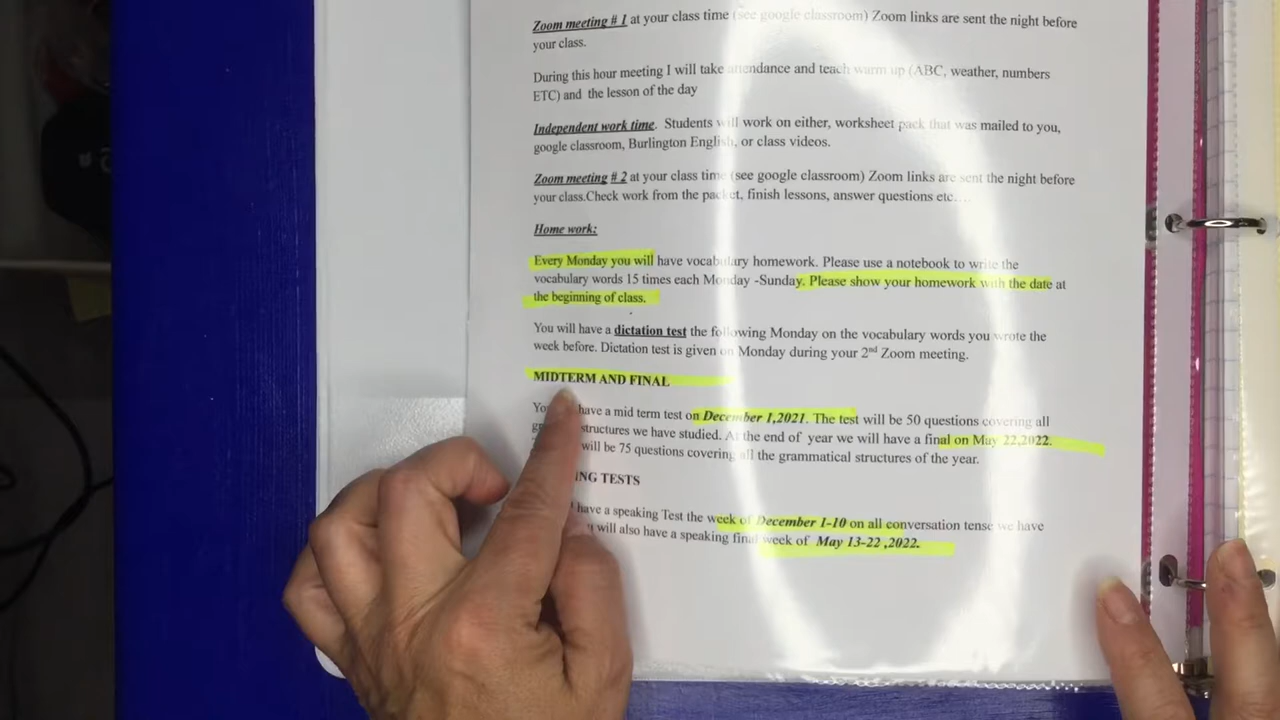 Zoom meeting # 1 at your class time (see google classroom) Zoom links are sent the night before
your class.
During this hour meeting I will take attendance and teach warm up (ABC, weather, numbers
ETC) and the lesson of the day
Independent work time. Students will work on either, worksheet pack that was mailed to you,
google classroom, Burlington English, or class videos.
Zoom meeting # 2 at your class time (see google classroom) Zoom links are sent the night before
your class.Check work from the packet, finish lessons, answer questions etc….
Home work:
Every Monday you will have vocabulary homework. Please use a notebook to write the
vocabulary words 15 times each Monday -Sunday. Please show your homework with the date at
the beginning of class.
You will have a dictation test the following Monday on the vocabulary words you wrote the
week before. Dictation test is given on Monday during your 2nd Zoom meeting.
MIDTERM AND FINAL
have a mid term test on December 1,2021. The test will be 50 questions covering all
structures we have studied. At the end of year we will have a final on May 22,2022.
will be 75 questions covering all the grammatical structures of the year.
TESTS
have a speaking Test the week of December 1-10 on all conversation tense we have
will also have a speaking final week of May 13-22 ,2022.